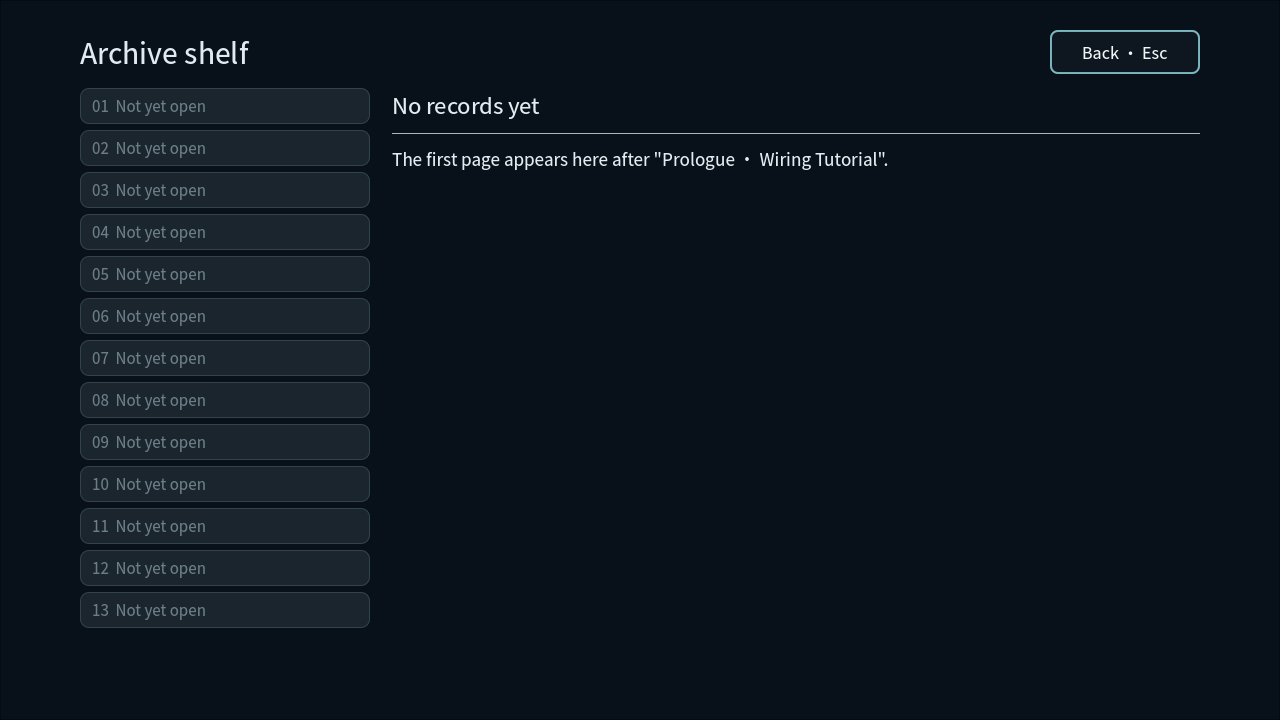 Archive shelf
Back • Esc
01 Not yet open
02 Not yet open
03 Not yet open
04 Not yet open
05 Not yet open
06 Not yet open
07 Not yet open
08 Not yet open
09 Not yet open
10 Not yet open
11 Not yet open
12 Not yet open
13 Not yet open
No records yet
The first page appears here after "Prologue • Wiring Tutorial".